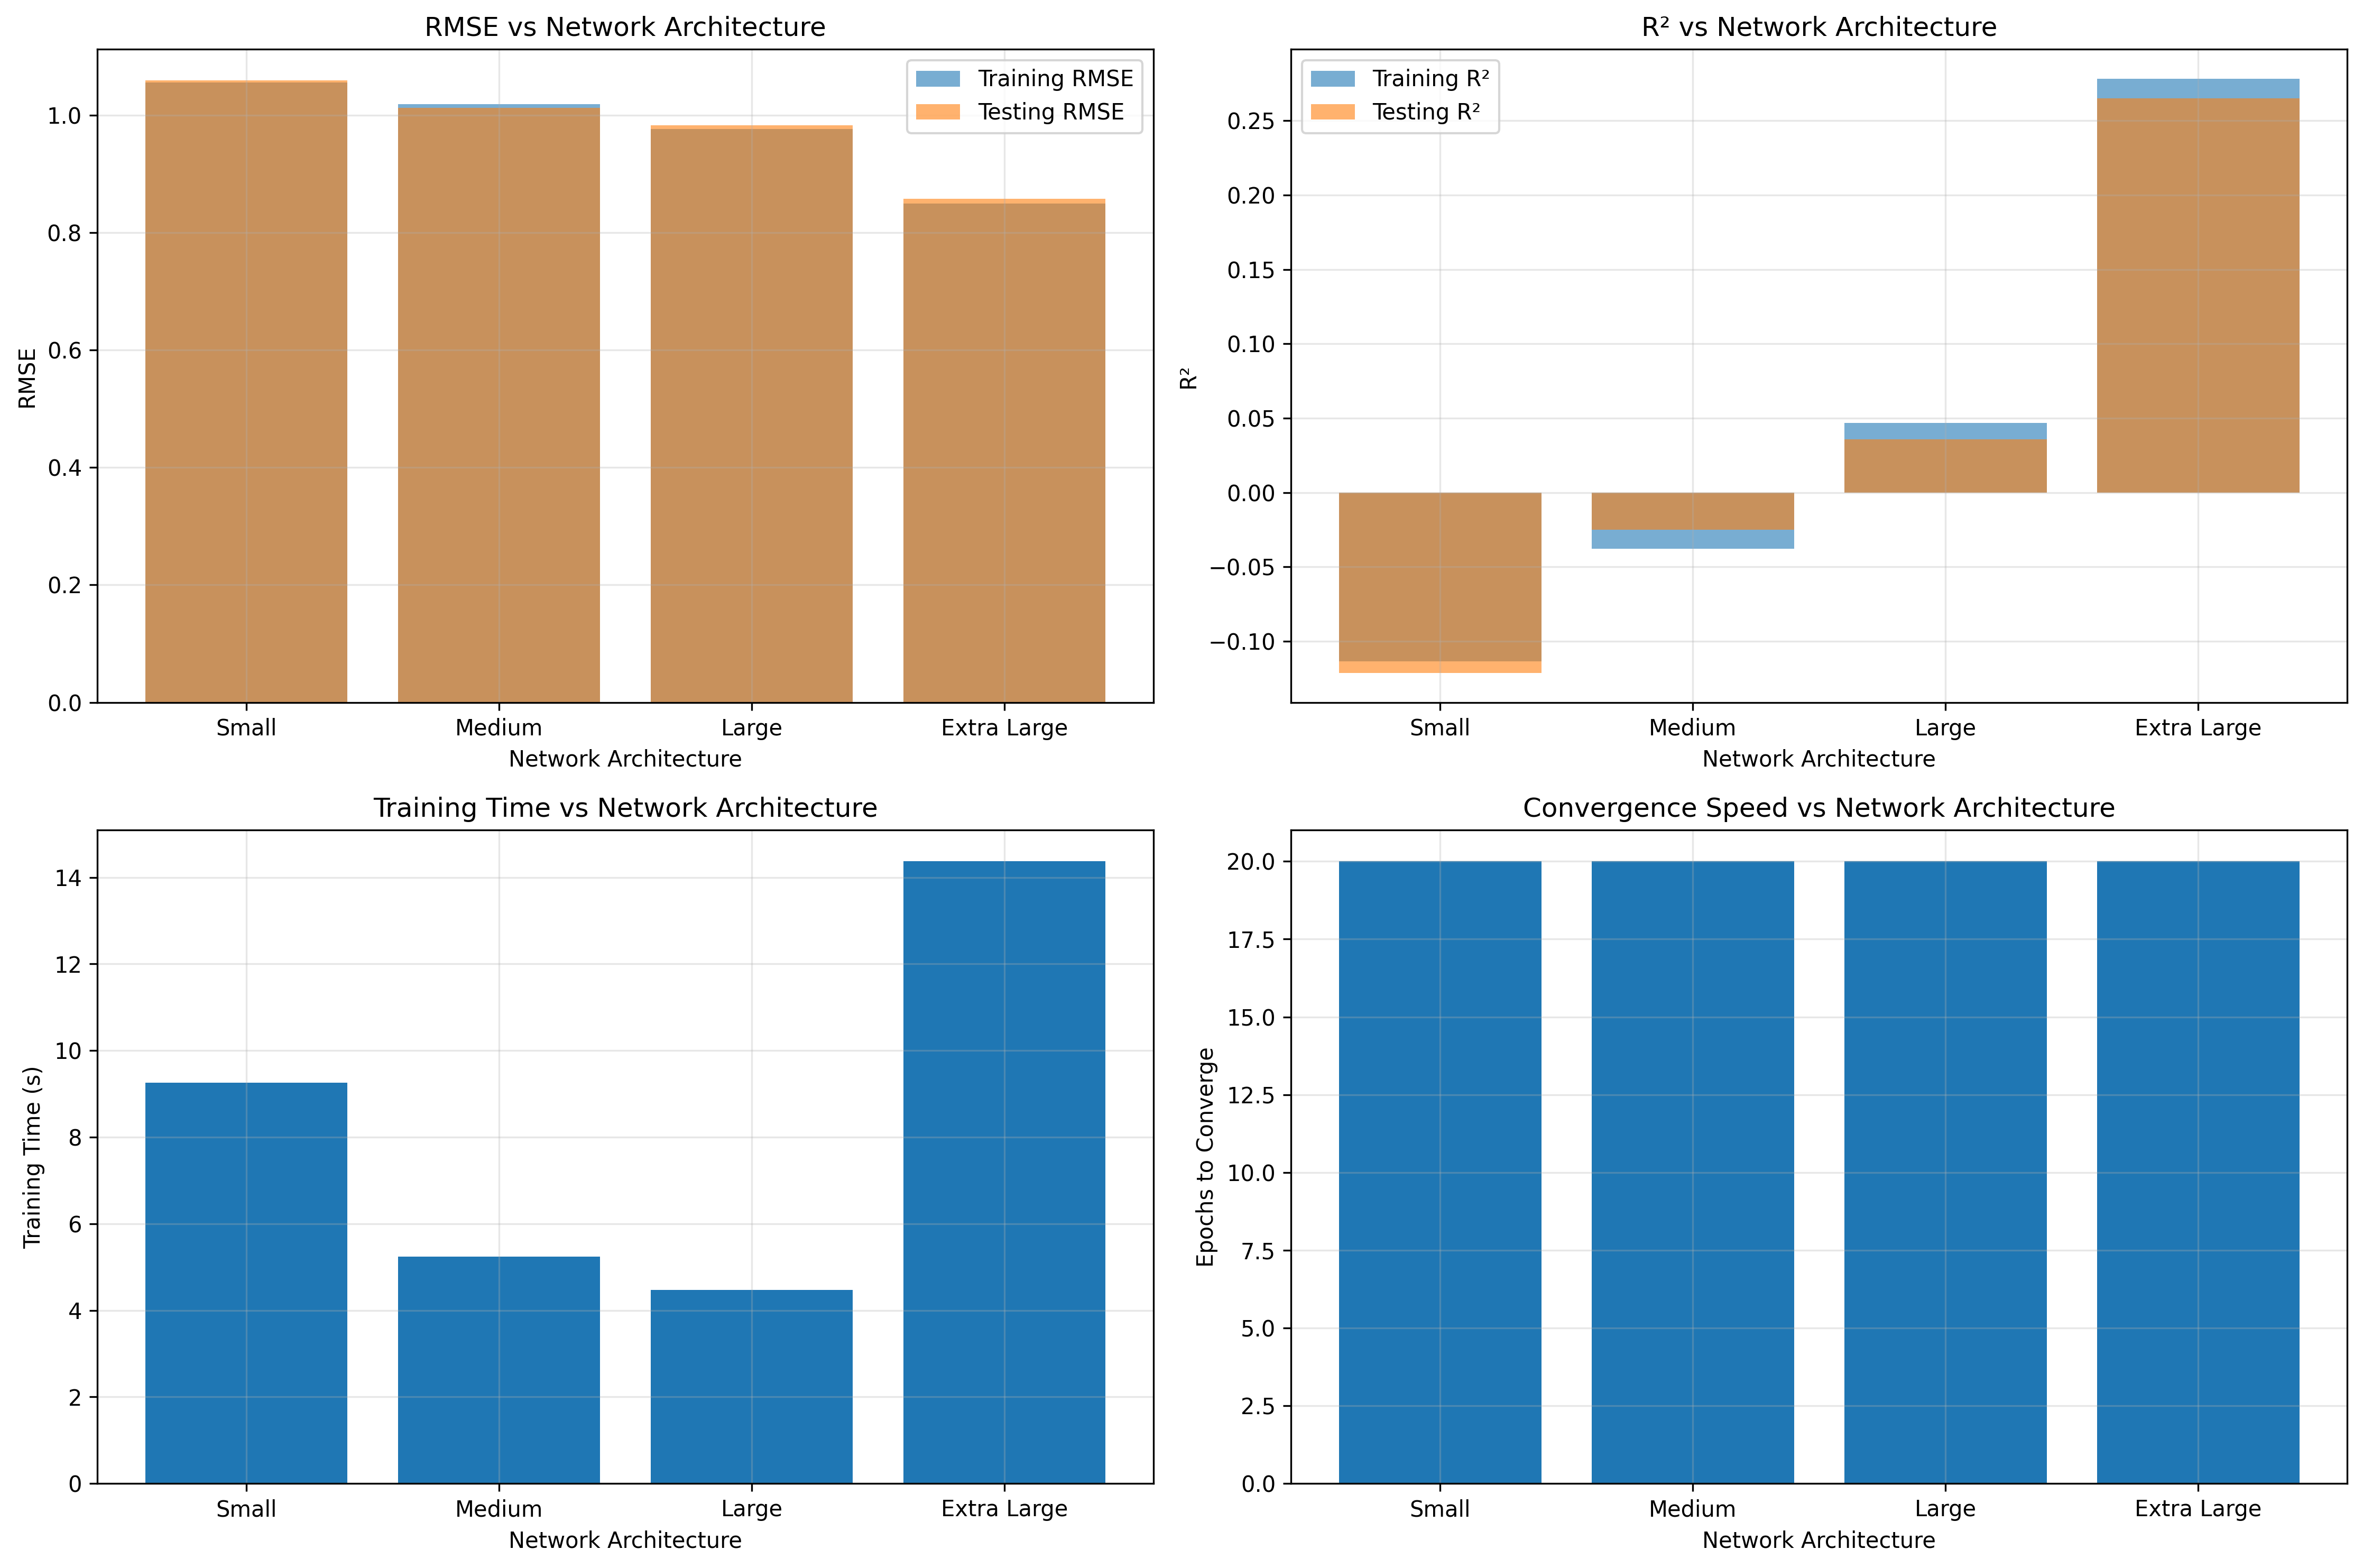 RMSE vs Network Architecture
Training RMSE
Testing RMSE
RMSE
1.0
0.8
0.6
0.4
0.2
0.0
Small Medium Large Extra Large
Network Architecture
R² vs Network Architecture
Training R²
Testing R²
R²
0.25
0.20
0.15
0.10
0.05
0.00
−0.05
−0.10
Small Medium Large Extra Large
Network Architecture
Training Time vs Network Architecture
Training Time (s)
14
12
10
8
6
4
2
0
Small Medium Large Extra Large
Network Architecture
Convergence Speed vs Network Architecture
Epochs to Converge
20.0
17.5
15.0
12.5
10.0
7.5
5.0
2.5
0.0
Small Medium Large Extra Large
Network Architecture